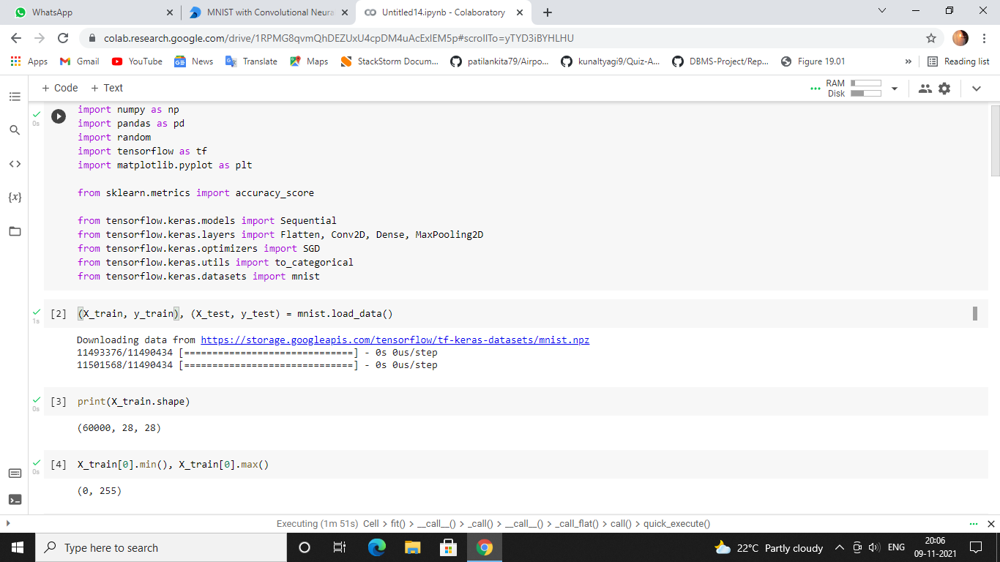 WhatsApp
MNIST with Convolutional Neura
Untitled14.ipynb - Colaboratory
colab.research.google.com/drive/1RPMG8qvmQhDEZUxU4cpDM4uAcExIEM5p#scrollTo=yTYD3iBYHLHU
Apps Gmail YouTube News Translate Maps StackStorm Docum... patilankita79/Airpo... kunaltyagi9/Quiz-A... DBMS-Project/Rep... Figure 19.01 » Reading list
+ Code + Text
RAM
Disk
0s
import numpy as np
import pandas as pd
import random
import tensorflow as tf
import matplotlib.pyplot as plt
from sklearn.metrics import accuracy_score
from tensorflow.keras.models import Sequential
from tensorflow.keras.layers import Flatten, Conv2D, Dense, MaxPooling2D
from tensorflow.keras.optimizers import SGD
from tensorflow.keras.utils import to_categorical
from tensorflow.keras.datasets import mnist
1s
[2] (X_train, y_train), (X_test, y_test) = mnist.load_data()
Downloading data from https://storage.googleapis.com/tensorflow/tf-keras-datasets/mnist.npz
11493376/11490434 [==============================] - 0s 0us/step
11501568/11490434 [==============================] - 0s 0us/step
0s
[3] print(X_train.shape)
(60000, 28, 28)
0s
[4] X_train[0].min(), X_train[0].max()
(0, 255)
Executing (1m 51s) Cell > fit() > __call__() > _call() > __call__() > _call_flat() > call() > quick_execute()
Type here to search
22°C Partly cloudy
ENG
20:06
09-11-2021